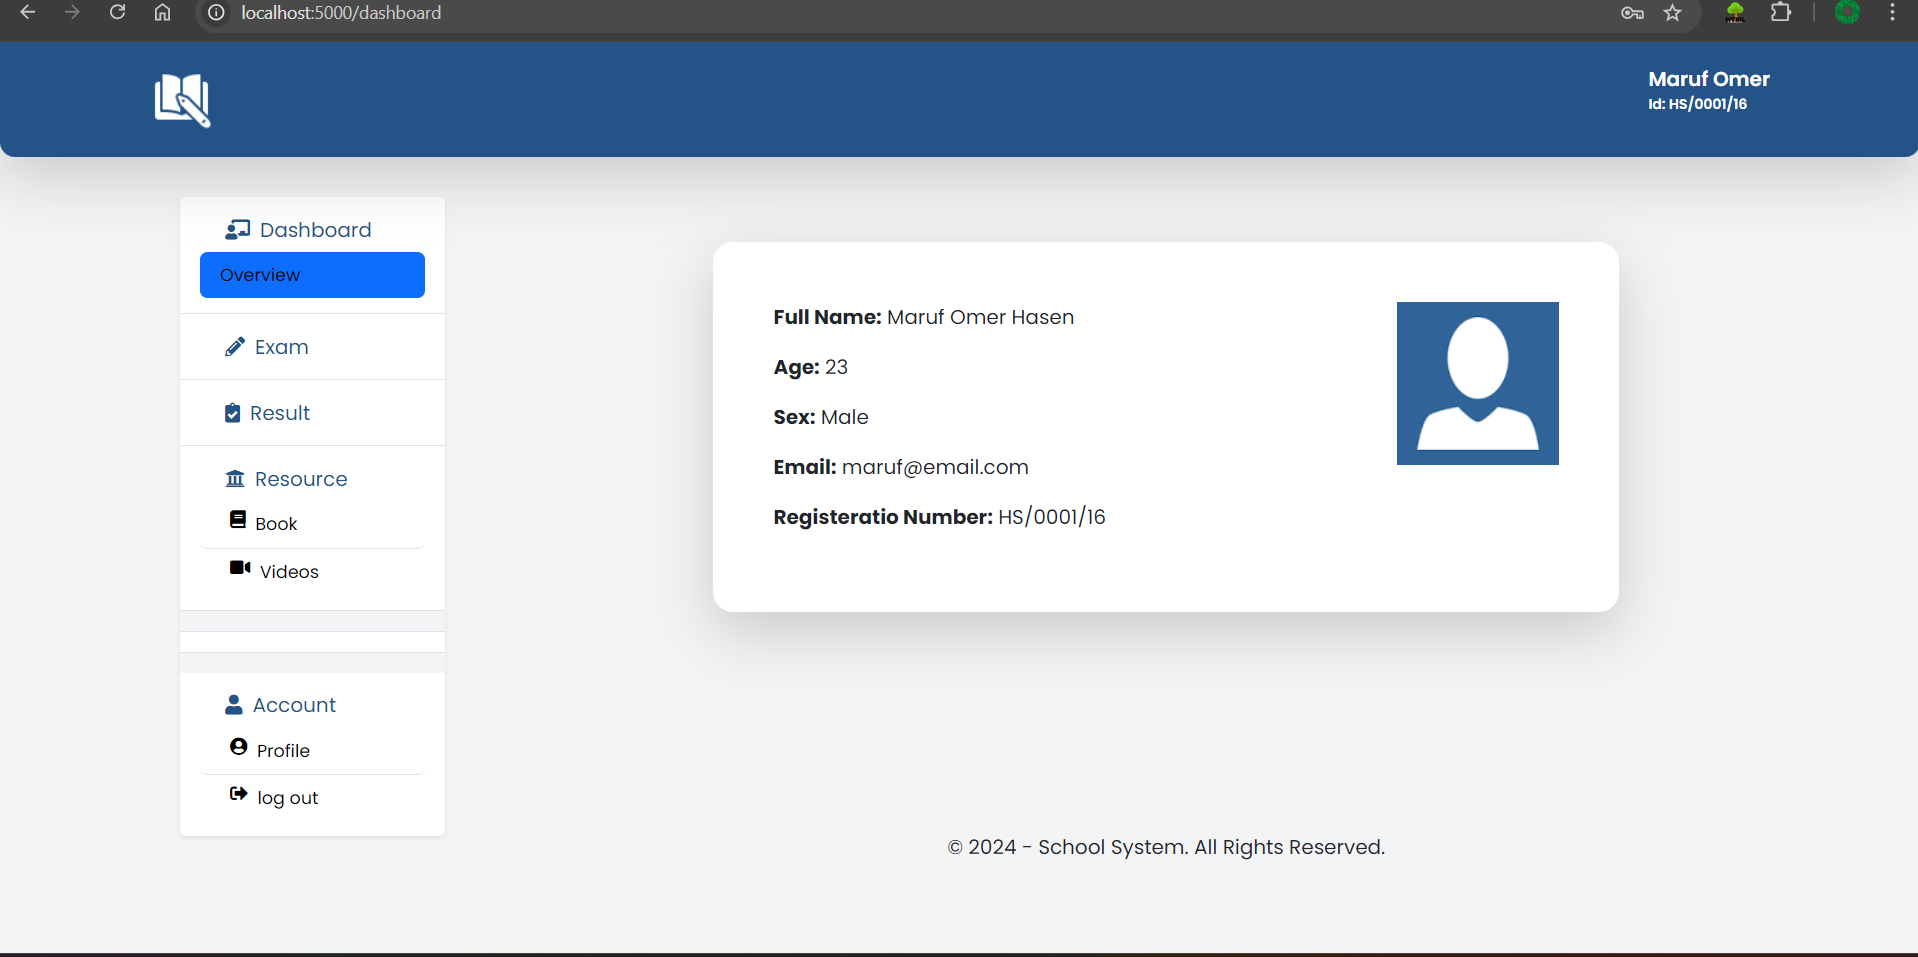 localhost:5000/dashboard
Maruf Omer
Id: HS/0001/16
Dashboard
Overview
Exam
Result
Resource
Book
Videos
Account
Profile
log out
Full Name: Maruf Omer Hasen
Age: 23
Sex: Male
Email: maruf@email.com
Registeratio Number: HS/0001/16
© 2024 - School System. All Rights Reserved.